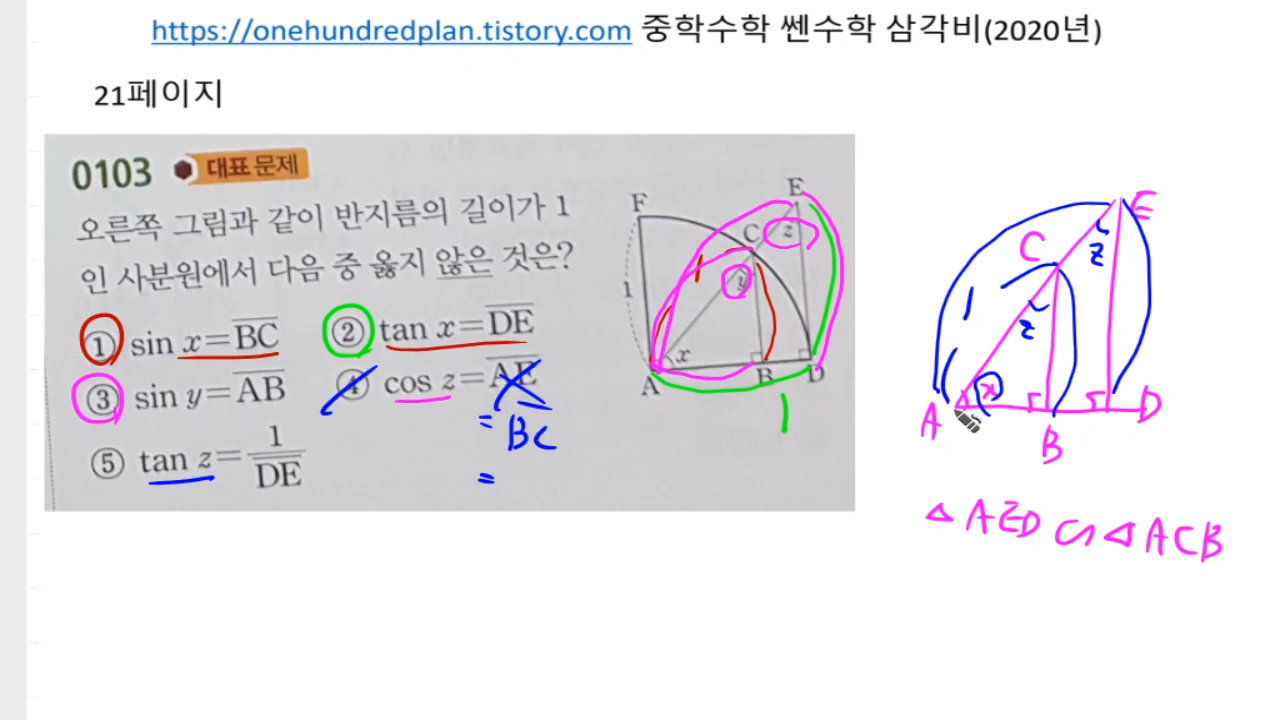 https://onehundredplan.tistory.com 중학수학 쎈수학 삼각비(2020년)
21페이지
0103 대표 문제
오른쪽 그림과 같이 반지름의 길이가 1
인 사분원에서 다음 중 옳지 않은 것은?
① sin x=BC ② tan x=DE
③ sin y=AB ④ cos z=AE
= BC
⑤ tan z=1/DE
=
F
E
C
z
1
1
y
x
A
B
D
1
E
C
z
1
z
x
A
D
B
△AED ∽ △ACB